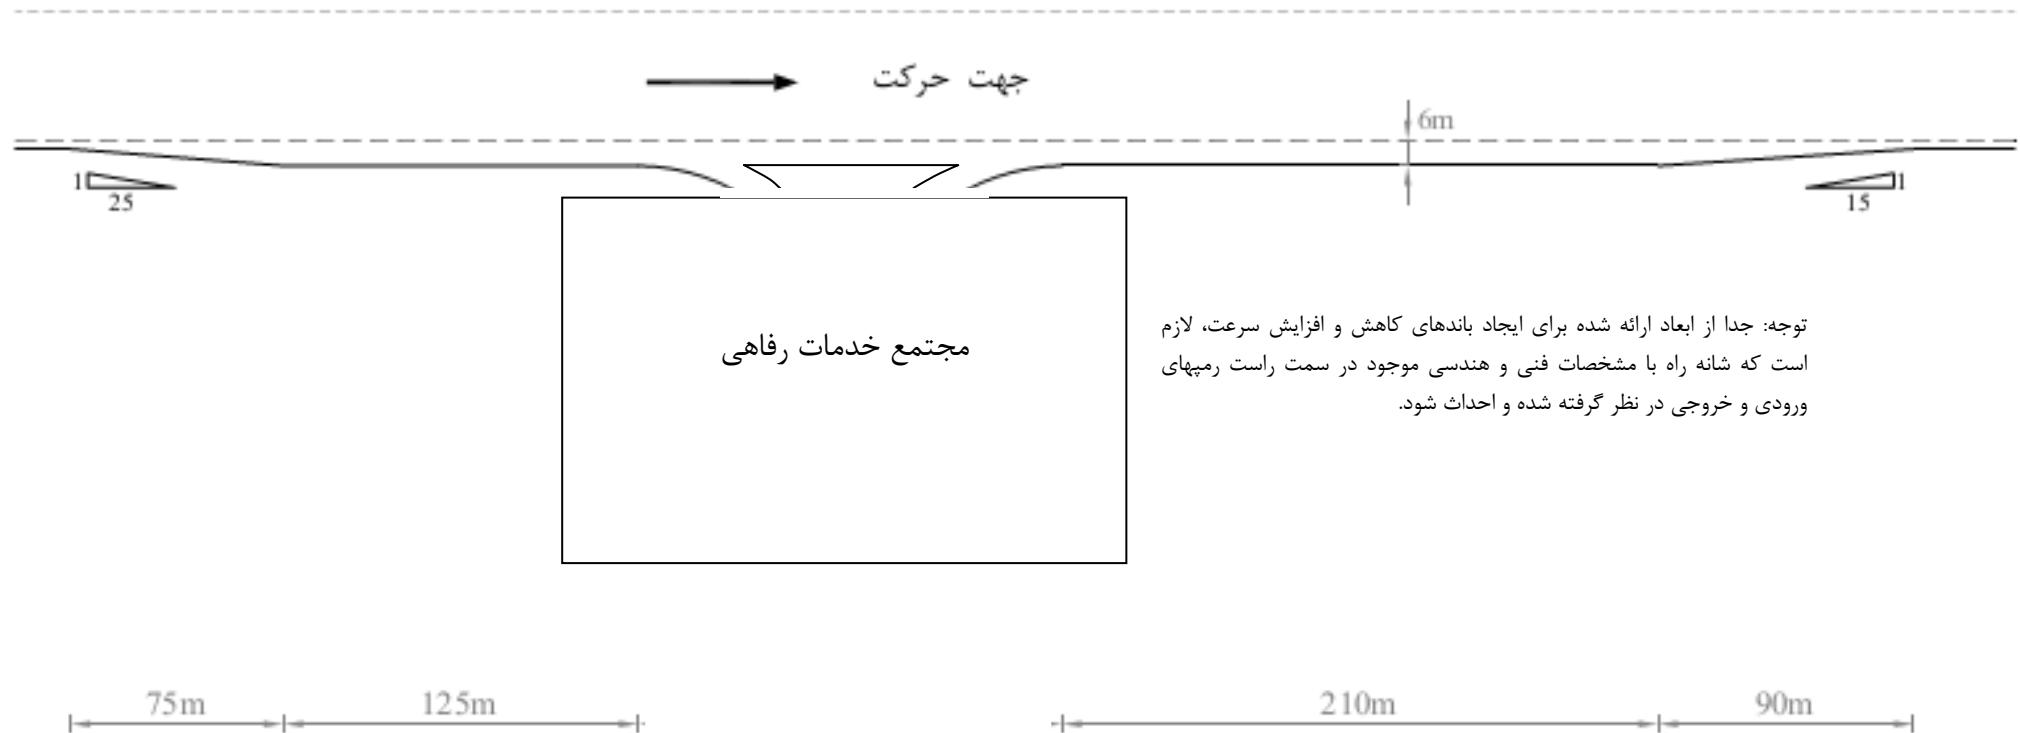 جهت حرکت
6m
1
25
1
15
مجتمع خدمات رفاهی
توجه: جدا از ابعاد ارائه شده برای ایجاد باندهای کاهش و افزایش سرعت، لازم
است که شانه راه با مشخصات فنی و هندسی موجود در سمت راست رمپهای
ورودی و خروجی در نظر گرفته شده و احداث شود.
75m
125m
210m
90m